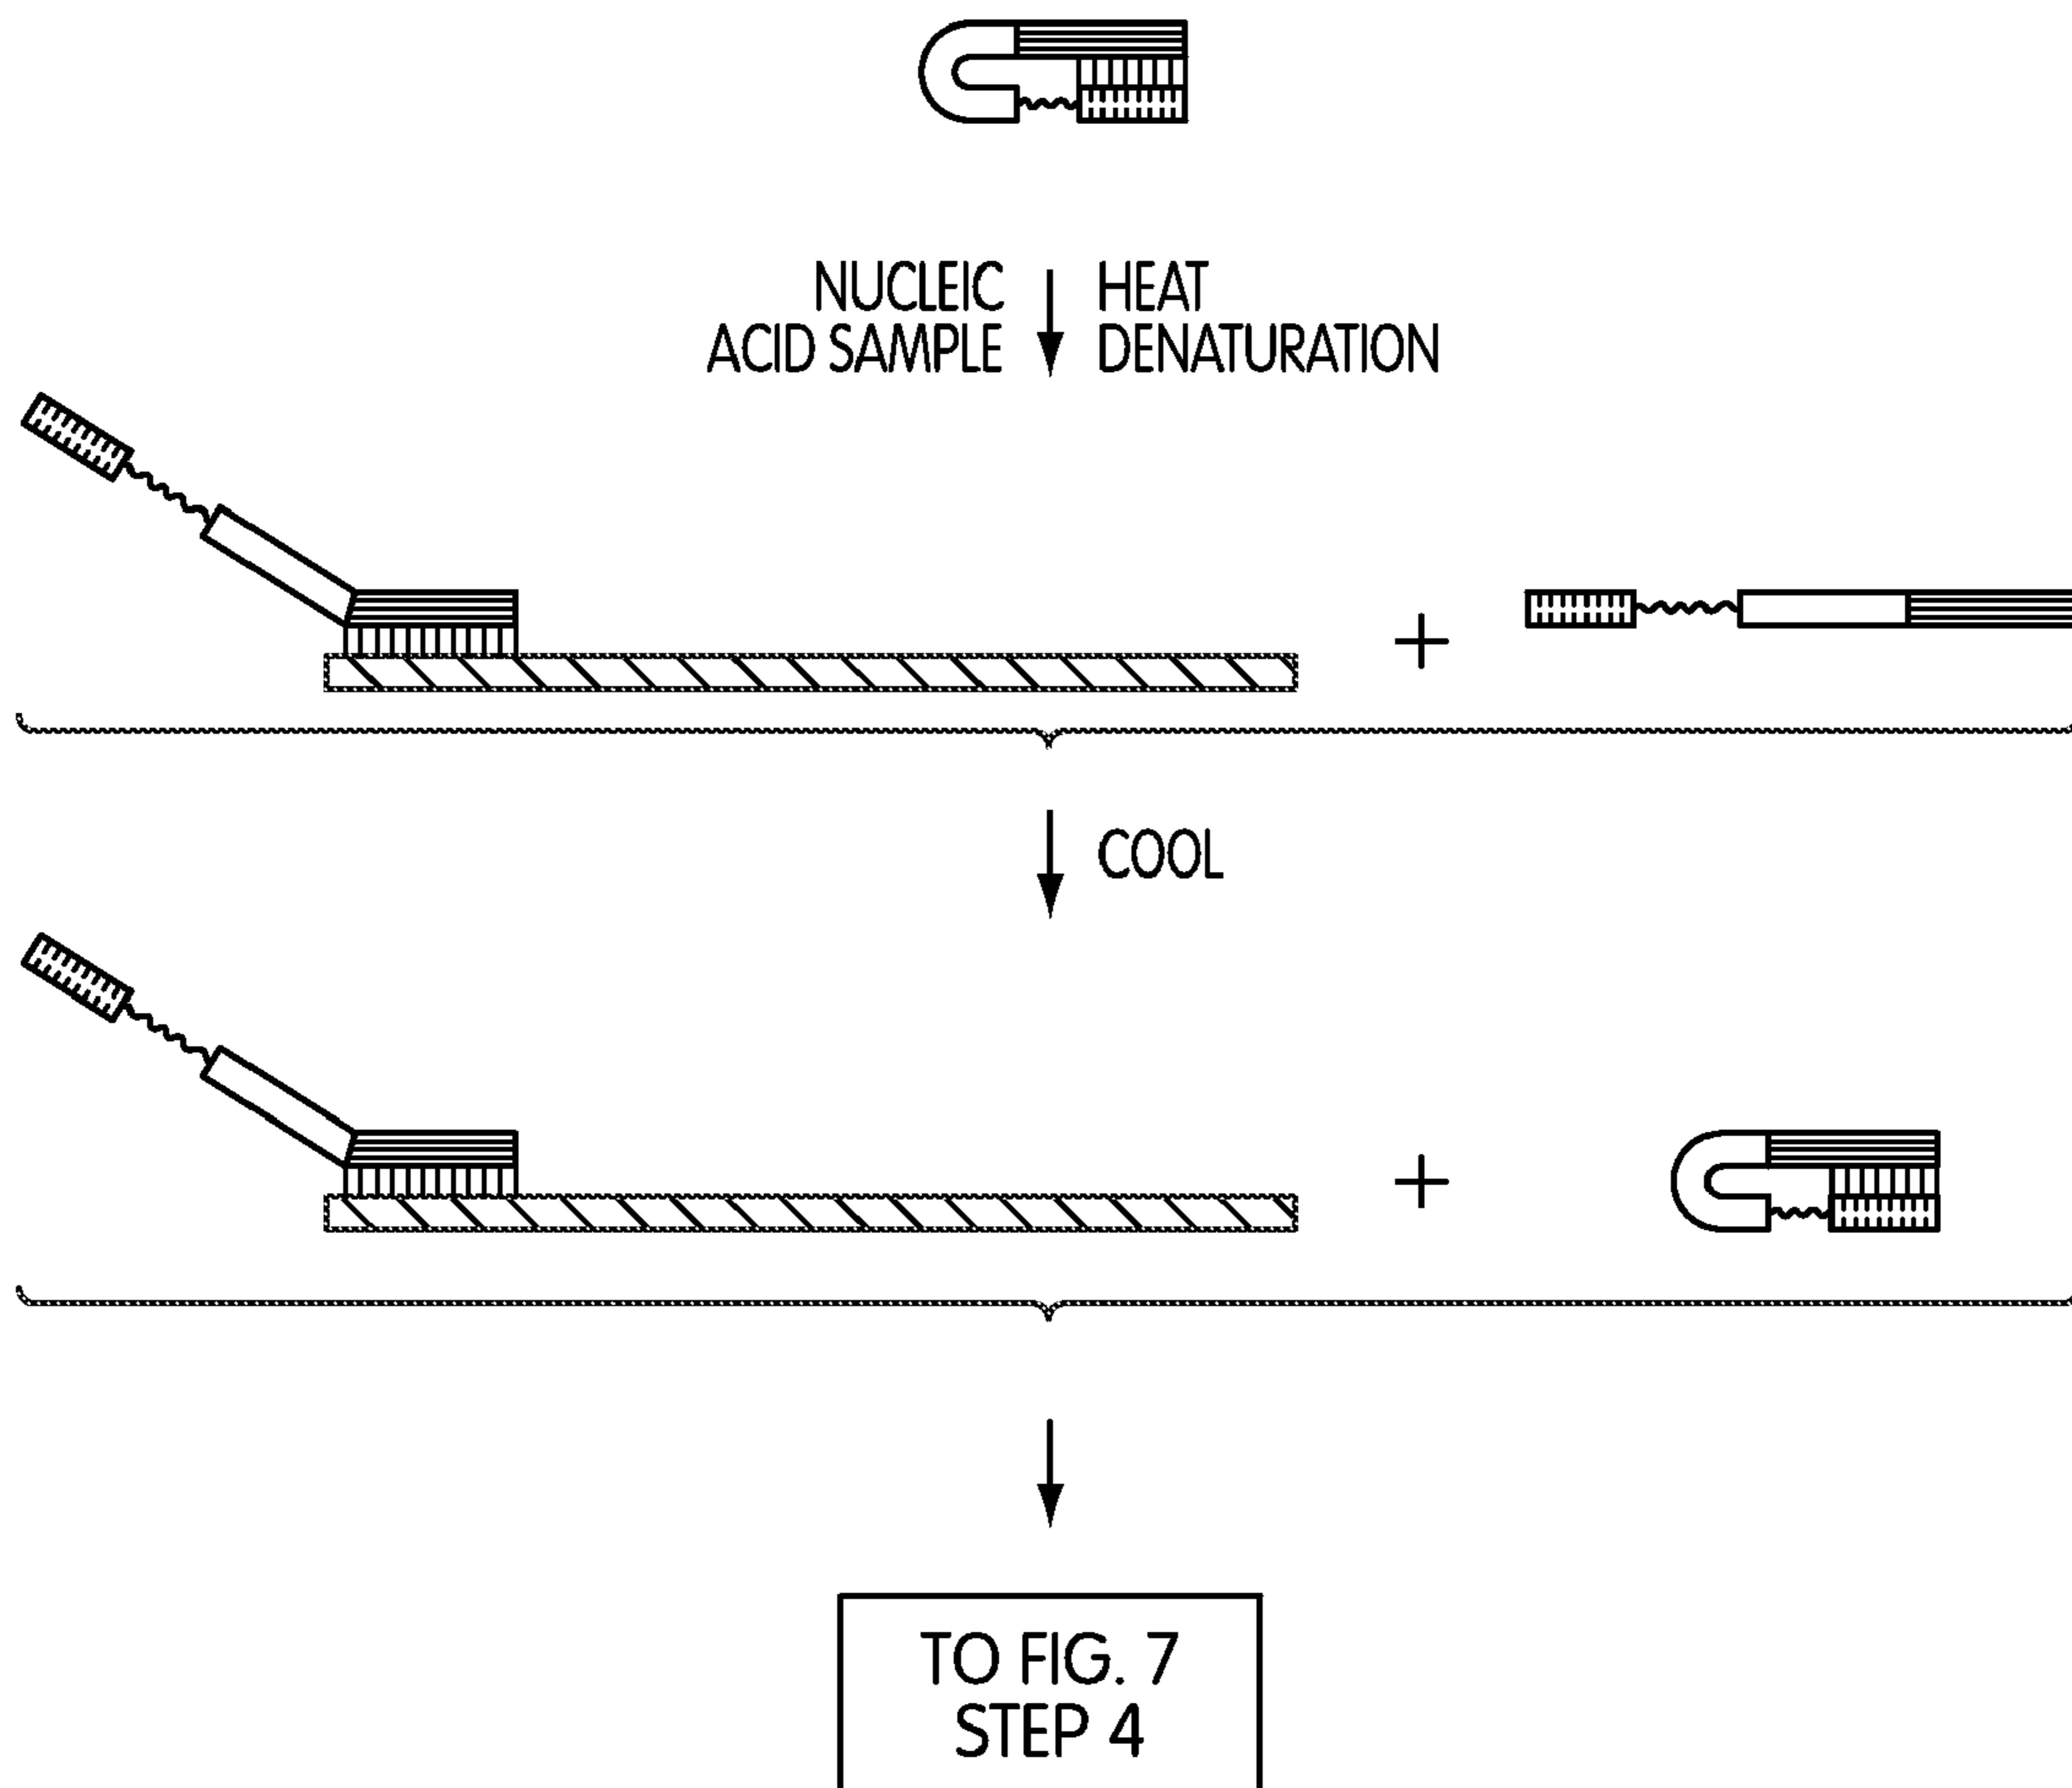 NUCLEIC
ACID SAMPLE
HEAT
DENATURATION
+
COOL
+
TO FIG. 7
STEP 4